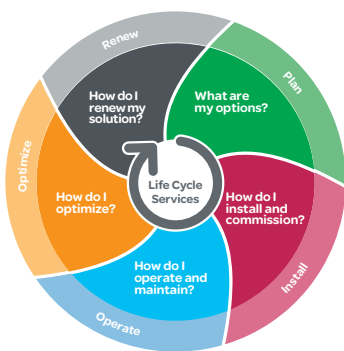 Renew
How do I
renew my
solution?
Plan
What are
my options?
Install
How do I
install and
commission?
Operate
How do I
operate and
maintain?
Optimize
How do I
optimize?
Life Cycle
Services